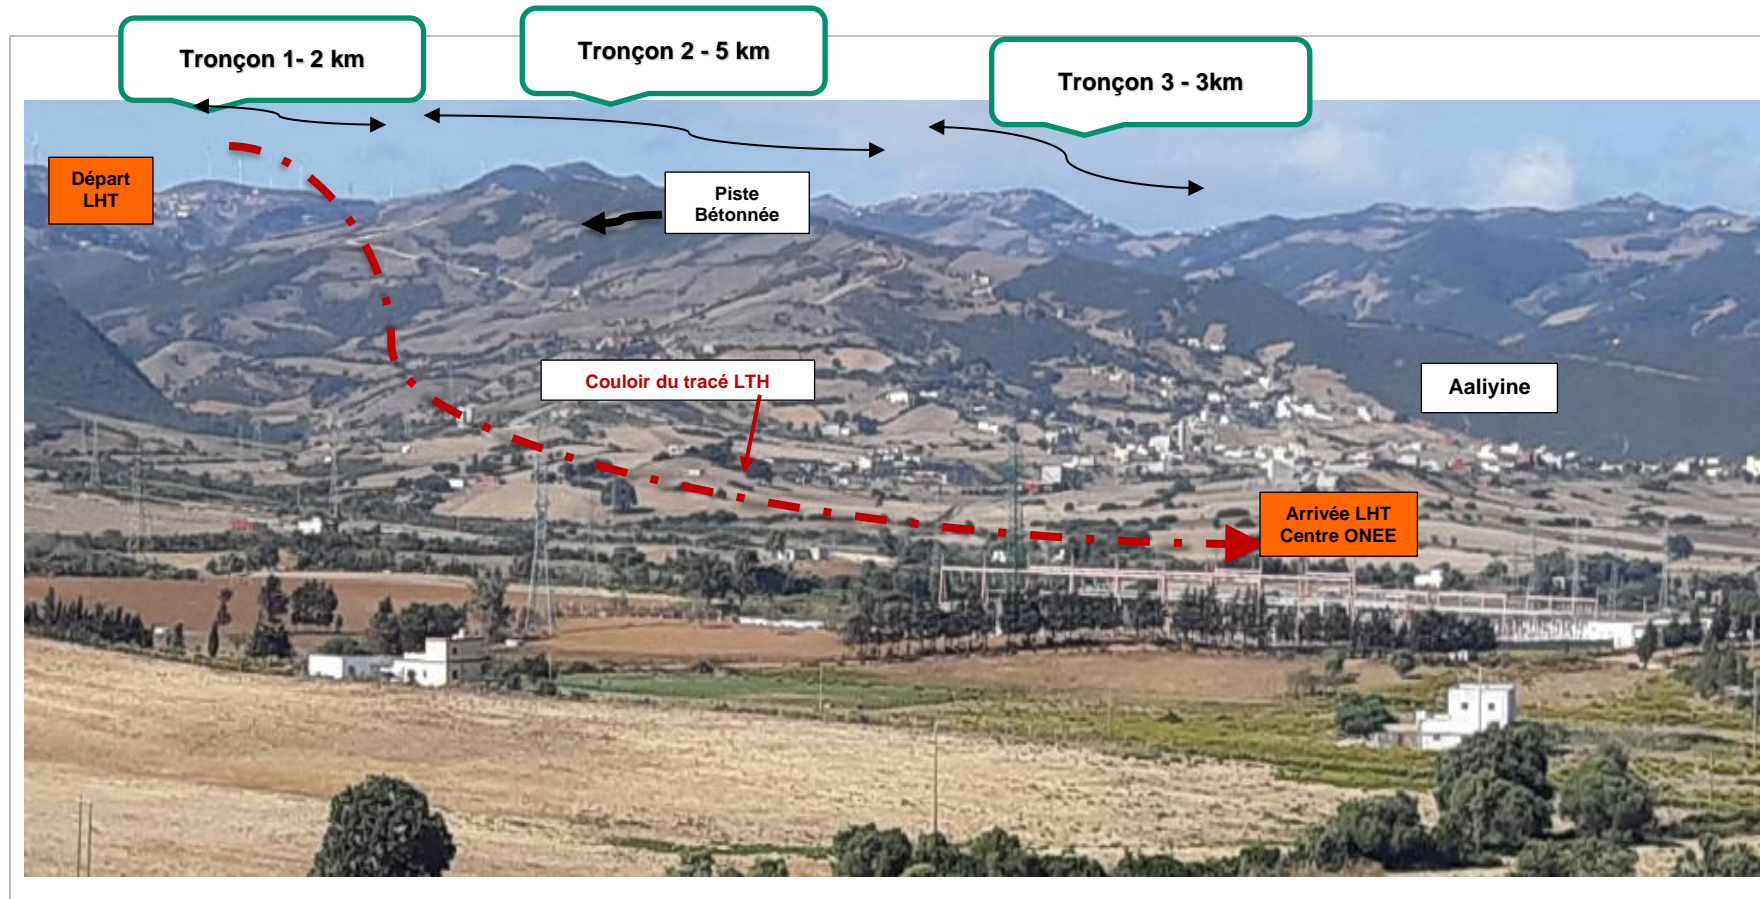 Tronçon 1- 2 km
Tronçon 2 - 5 km
Tronçon 3 - 3km
Départ
LHT
Piste
Bétonnée
Couloir du tracé LTH
Aaliyine
Arrivée LHT
Centre ONEE